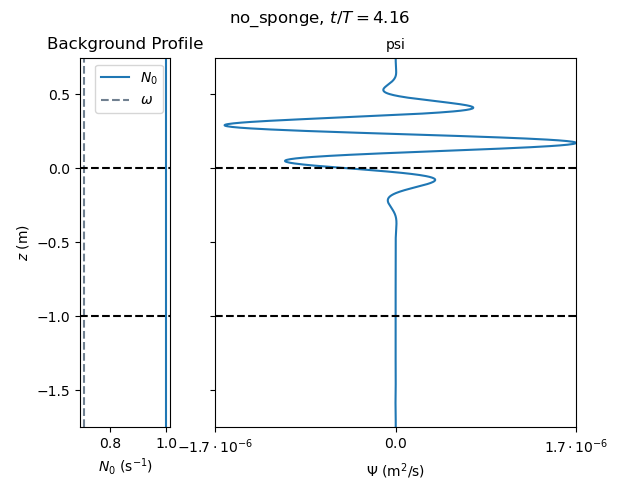 no_sponge, t/T = 4.16
Background Profile
psi
N₀
ω
0.5
0.0
−0.5
−1.0
−1.5
z (m)
0.8
1.0
N₀ (s⁻¹)
−1.7 · 10⁻⁶
0.0
1.7 · 10⁻⁶
Ψ (m²/s)